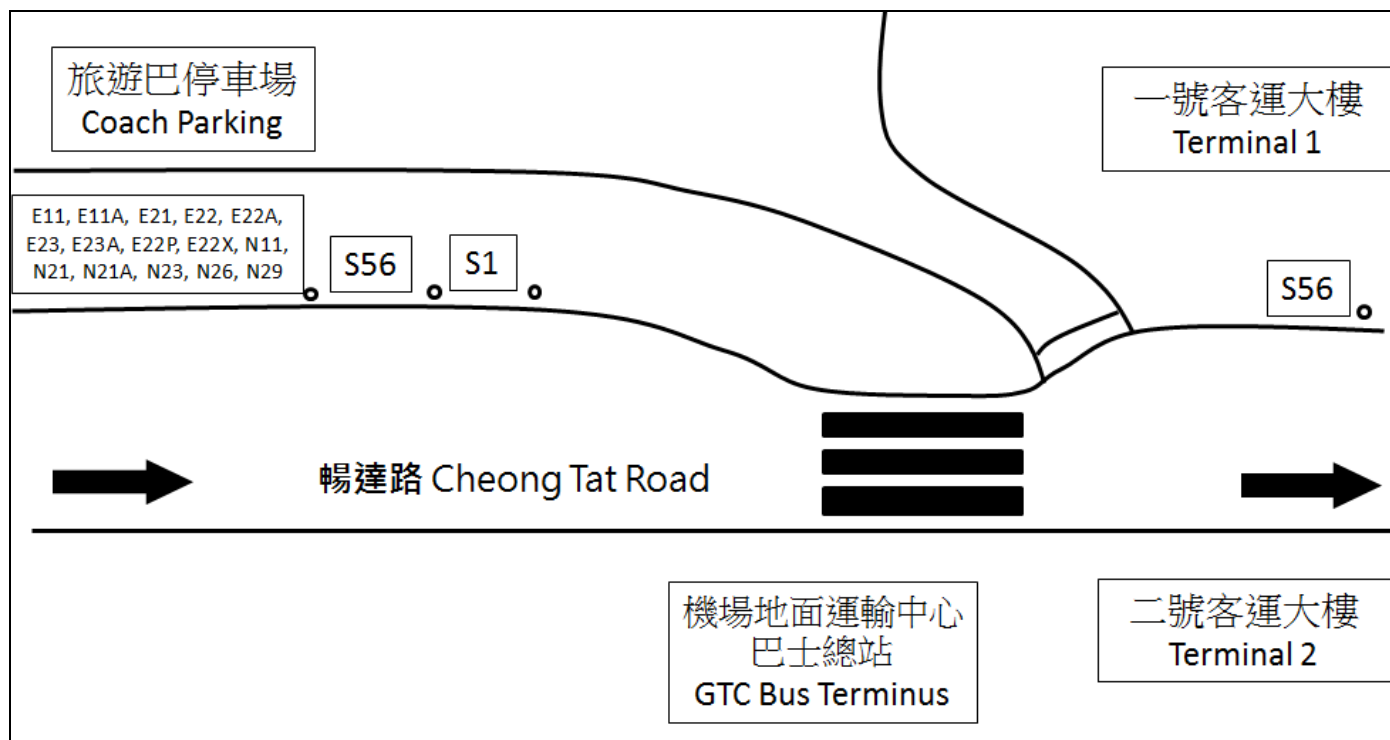 旅遊巴停車場
Coach Parking
一號客運大樓
Terminal 1
E11, E11A, E21, E22, E22A,
E23, E23A, E22P, E22X, N11,
N21, N21A, N23, N26, N29
S56
S1
S56
暢達路 Cheong Tat Road
機場地面運輸中心
巴士總站
GTC Bus Terminus
二號客運大樓
Terminal 2